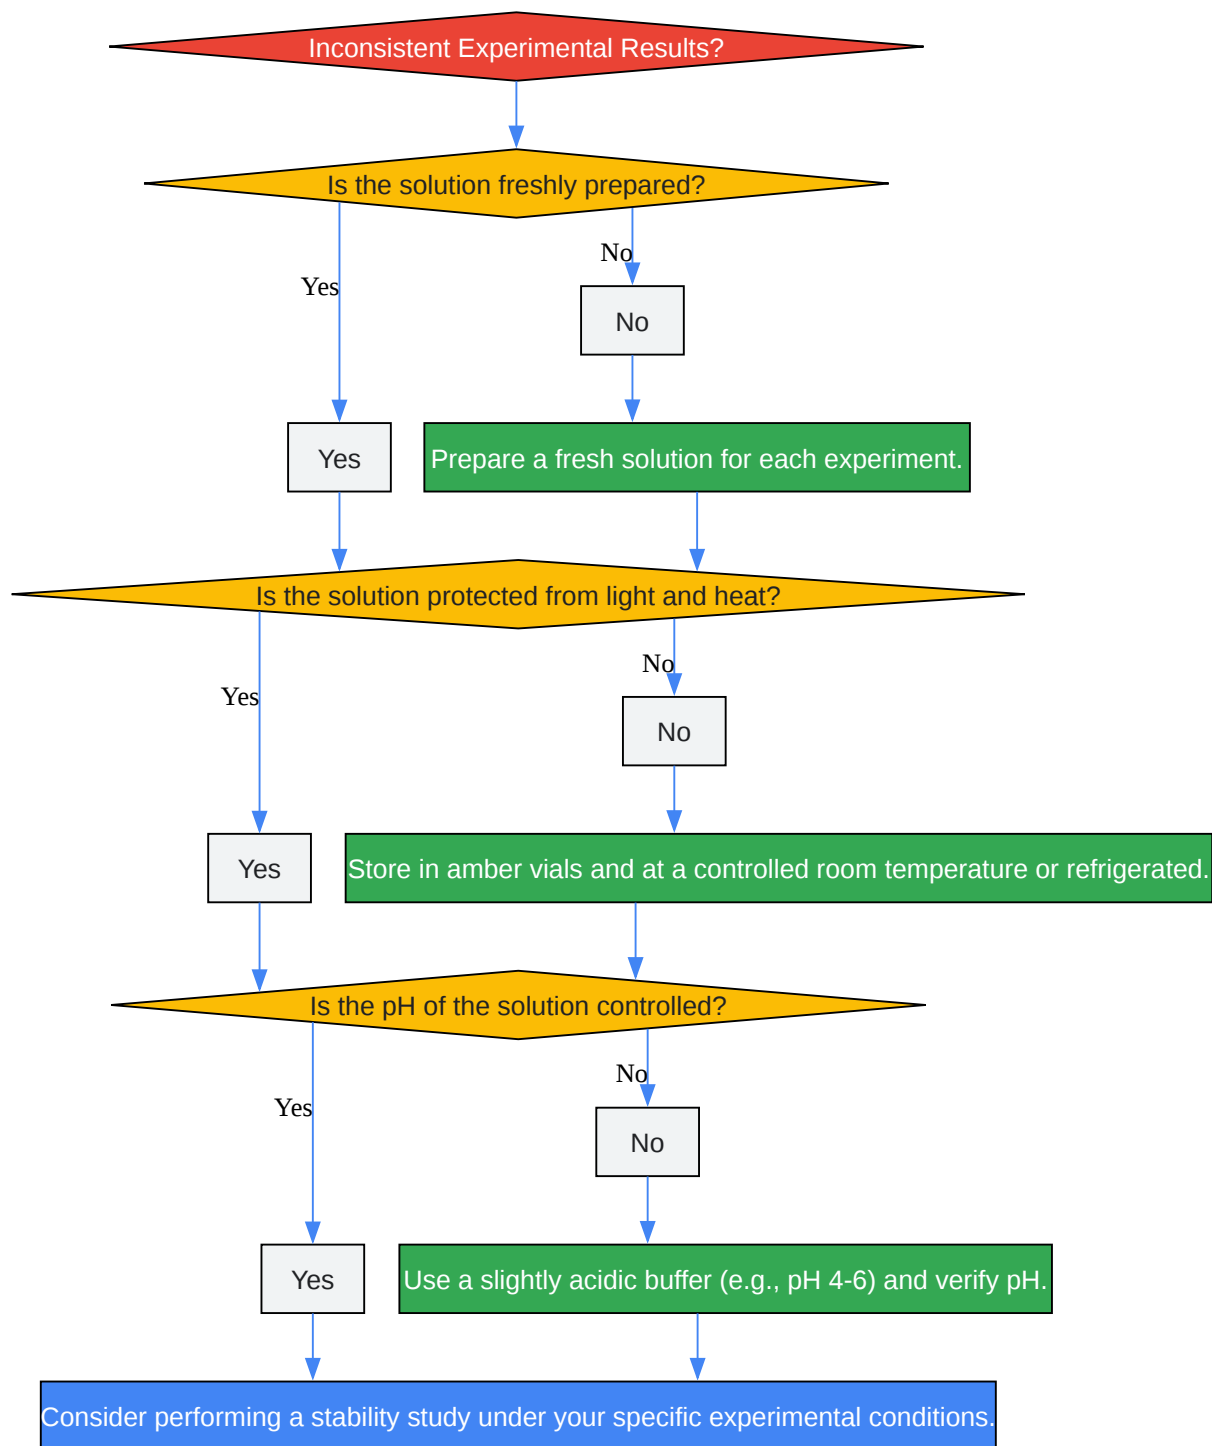 Inconsistent Experimental Results?
Is the solution freshly prepared?
No
Yes
No
Yes
Prepare a fresh solution for each experiment.
Is the solution protected from light and heat?
No
Yes
No
Yes
Store in amber vials and at a controlled room temperature or refrigerated.
Is the pH of the solution controlled?
No
Yes
No
Yes
Use a slightly acidic buffer (e.g., pH 4-6) and verify pH.
Consider performing a stability study under your specific experimental conditions.